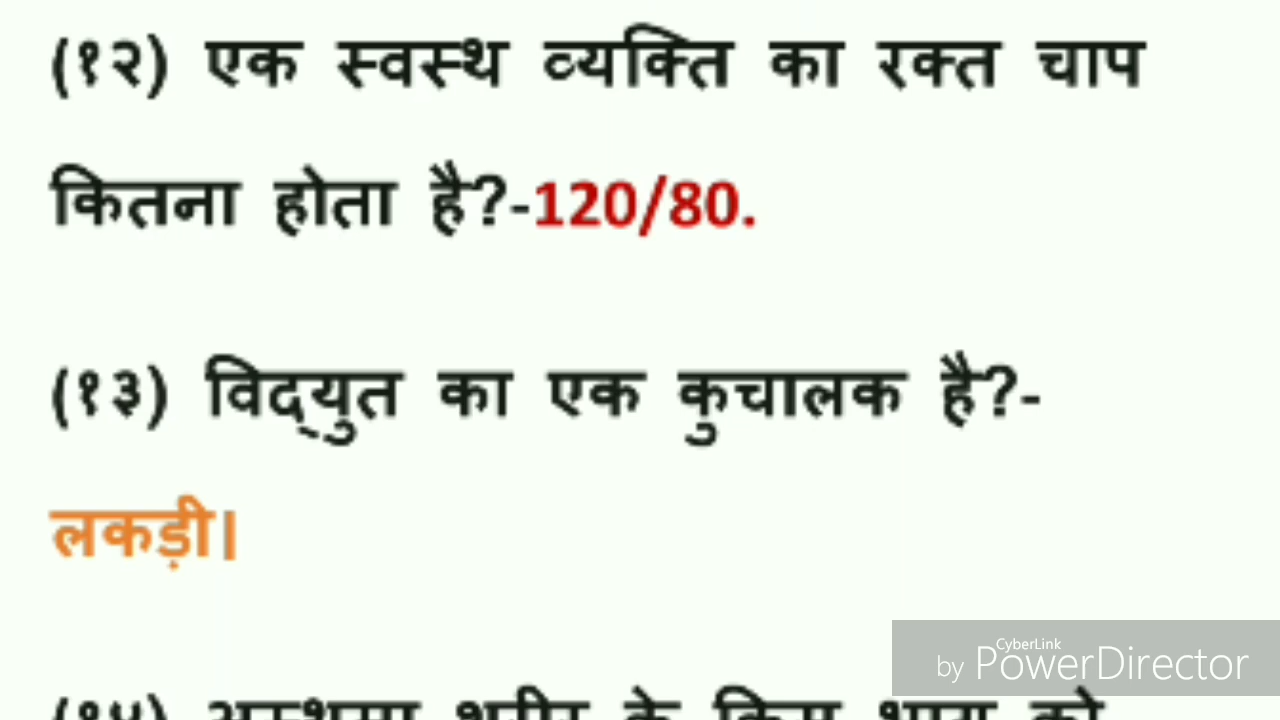 (१२) एक स्वस्थ व्यक्ति का रक्त चाप
कितना होता है?-120/80.
(१३) विद्युत का एक कुचालक है?-
लकड़ी।
के किस भाग को
CyberLink
by PowerDirector